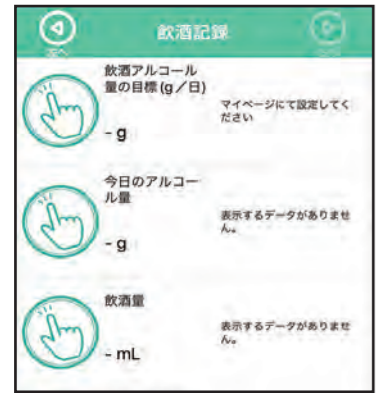 飲酒記録
飲酒アルコール
量の目標(g/日)
- g
マイページにて設定してく
ださい
今日のアルコー
ル量
- g
表示するデータがありませ
ん。
飲酒量
- mL
表示するデータがありませ
ん。